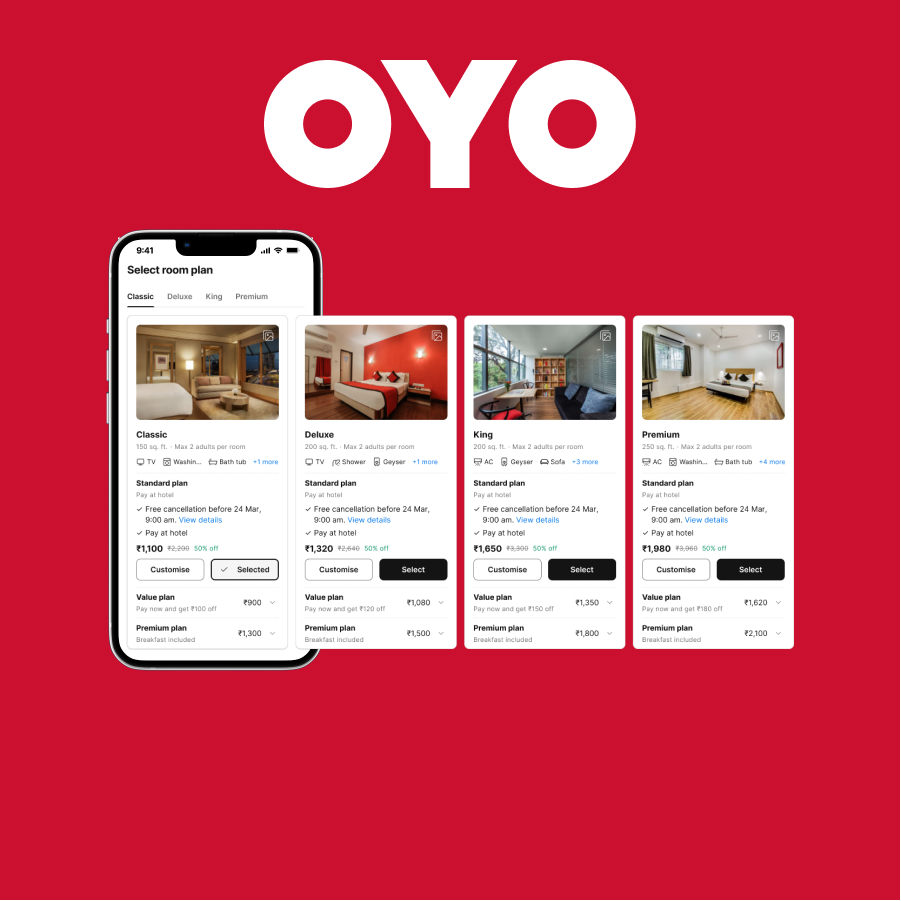 OYO
9:41
Select room plan
Classic Deluxe King Premium
Classic
150 sq. ft. · Max 2 adults per room
TV Washin... Bath tub +1 more
Standard plan
Pay at hotel
Free cancellation before 24 Mar,
9:00 am. View details
Pay at hotel
₹1,100 ₹2,200 50% off
Customise Selected
Value plan
₹900
Pay now and get ₹100 off
Premium plan
₹1,300
Breakfast included
Deluxe
200 sq. ft. · Max 2 adults per room
TV Shower Geyser +1 more
Standard plan
Pay at hotel
Free cancellation before 24 Mar,
9:00 am. View details
Pay at hotel
₹1,320 ₹2,640 50% off
Customise Select
Value plan
₹1,080
Pay now and get ₹120 off
Premium plan
₹1,500
Breakfast included
King
200 sq. ft. · Max 2 adults per room
AC Geyser Sofa +3 more
Standard plan
Pay at hotel
Free cancellation before 24 Mar,
9:00 am. View details
Pay at hotel
₹1,650 ₹3,300 50% off
Customise Select
Value plan
₹1,350
Pay now and get ₹150 off
Premium plan
₹1,800
Breakfast included
Premium
250 sq. ft. · Max 2 adults per room
AC Washin... Bath tub +4 more
Standard plan
Pay at hotel
Free cancellation before 24 Mar,
9:00 am. View details
Pay at hotel
₹1,980 ₹3,960 50% off
Customise Select
Value plan
₹1,620
Pay now and get ₹180 off
Premium plan
₹2,100
Breakfast included